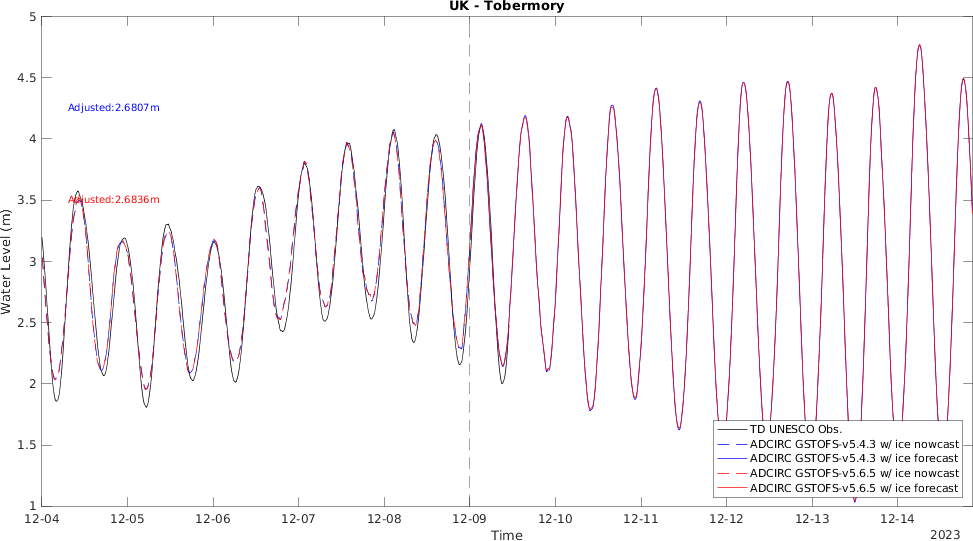 UK - Tobermory
5
4.5
4
3.5
3
2.5
2
1.5
1
Water Level (m)
Adjusted:2.6807m
Adjusted:2.6836m
TD UNESCO Obs.
ADCIRC GSTOFS-v5.4.3 w/ ice nowcast
ADCIRC GSTOFS-v5.4.3 w/ ice forecast
ADCIRC GSTOFS-v5.6.5 w/ ice nowcast
ADCIRC GSTOFS-v5.6.5 w/ ice forecast
12-04 12-05 12-06 12-07 12-08 12-09 12-10 12-11 12-12 12-13 12-14
Time
2023